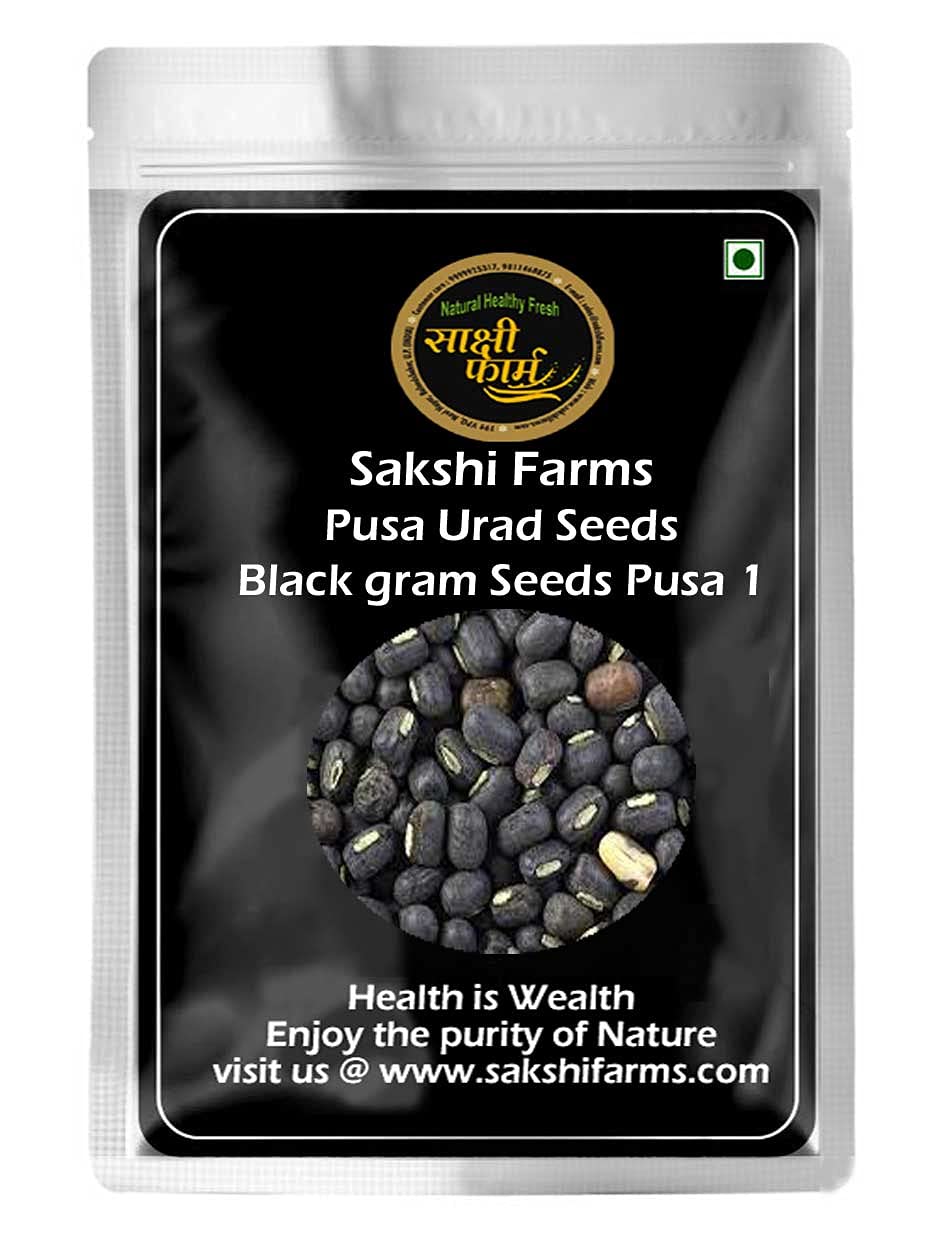 Natural Healthy Fresh
साक्षी
फार्म
Sakshi Farms
Pusa Urad Seeds
Black gram Seeds Pusa 1
Health is Wealth
Enjoy the purity of Nature
visit us @ www.sakshifarms.com